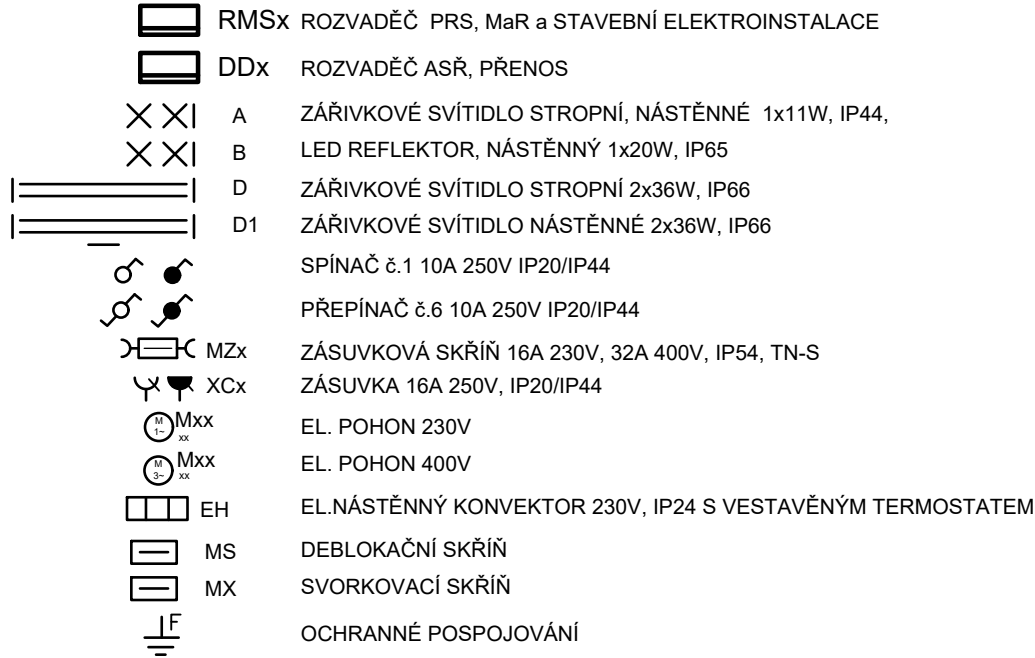 RMSx ROZVADĚČ PRS, MaR a STAVEBNÍ ELEKTROINSTALACE
DDx ROZVADĚČ ASŘ, PŘENOS
A ZÁŘIVKOVÉ SVÍTIDLO STROPNÍ, NÁSTĚNNÉ 1x11W, IP44,
B LED REFLEKTOR, NÁSTĚNNÝ 1x20W, IP65
D ZÁŘIVKOVÉ SVÍTIDLO STROPNÍ 2x36W, IP66
D1 ZÁŘIVKOVÉ SVÍTIDLO NÁSTĚNNÉ 2x36W, IP66
SPÍNAČ č.1 10A 250V IP20/IP44
PŘEPÍNAČ č.6 10A 250V IP20/IP44
MZx ZÁSUVKOVÁ SKŘÍŇ 16A 230V, 32A 400V, IP54, TN-S
XCx ZÁSUVKA 16A 250V, IP20/IP44
M 1~ Mxx xx EL. POHON 230V
M 3~ Mxx xx EL. POHON 400V
EH EL.NÁSTĚNNÝ KONVEKTOR 230V, IP24 S VESTAVĚNÝM TERMOSTATEM
MS DEBLOKAČNÍ SKŘÍŇ
MX SVORKOVACÍ SKŘÍŇ
F OCHRANNÉ POSPOJOVÁNÍ